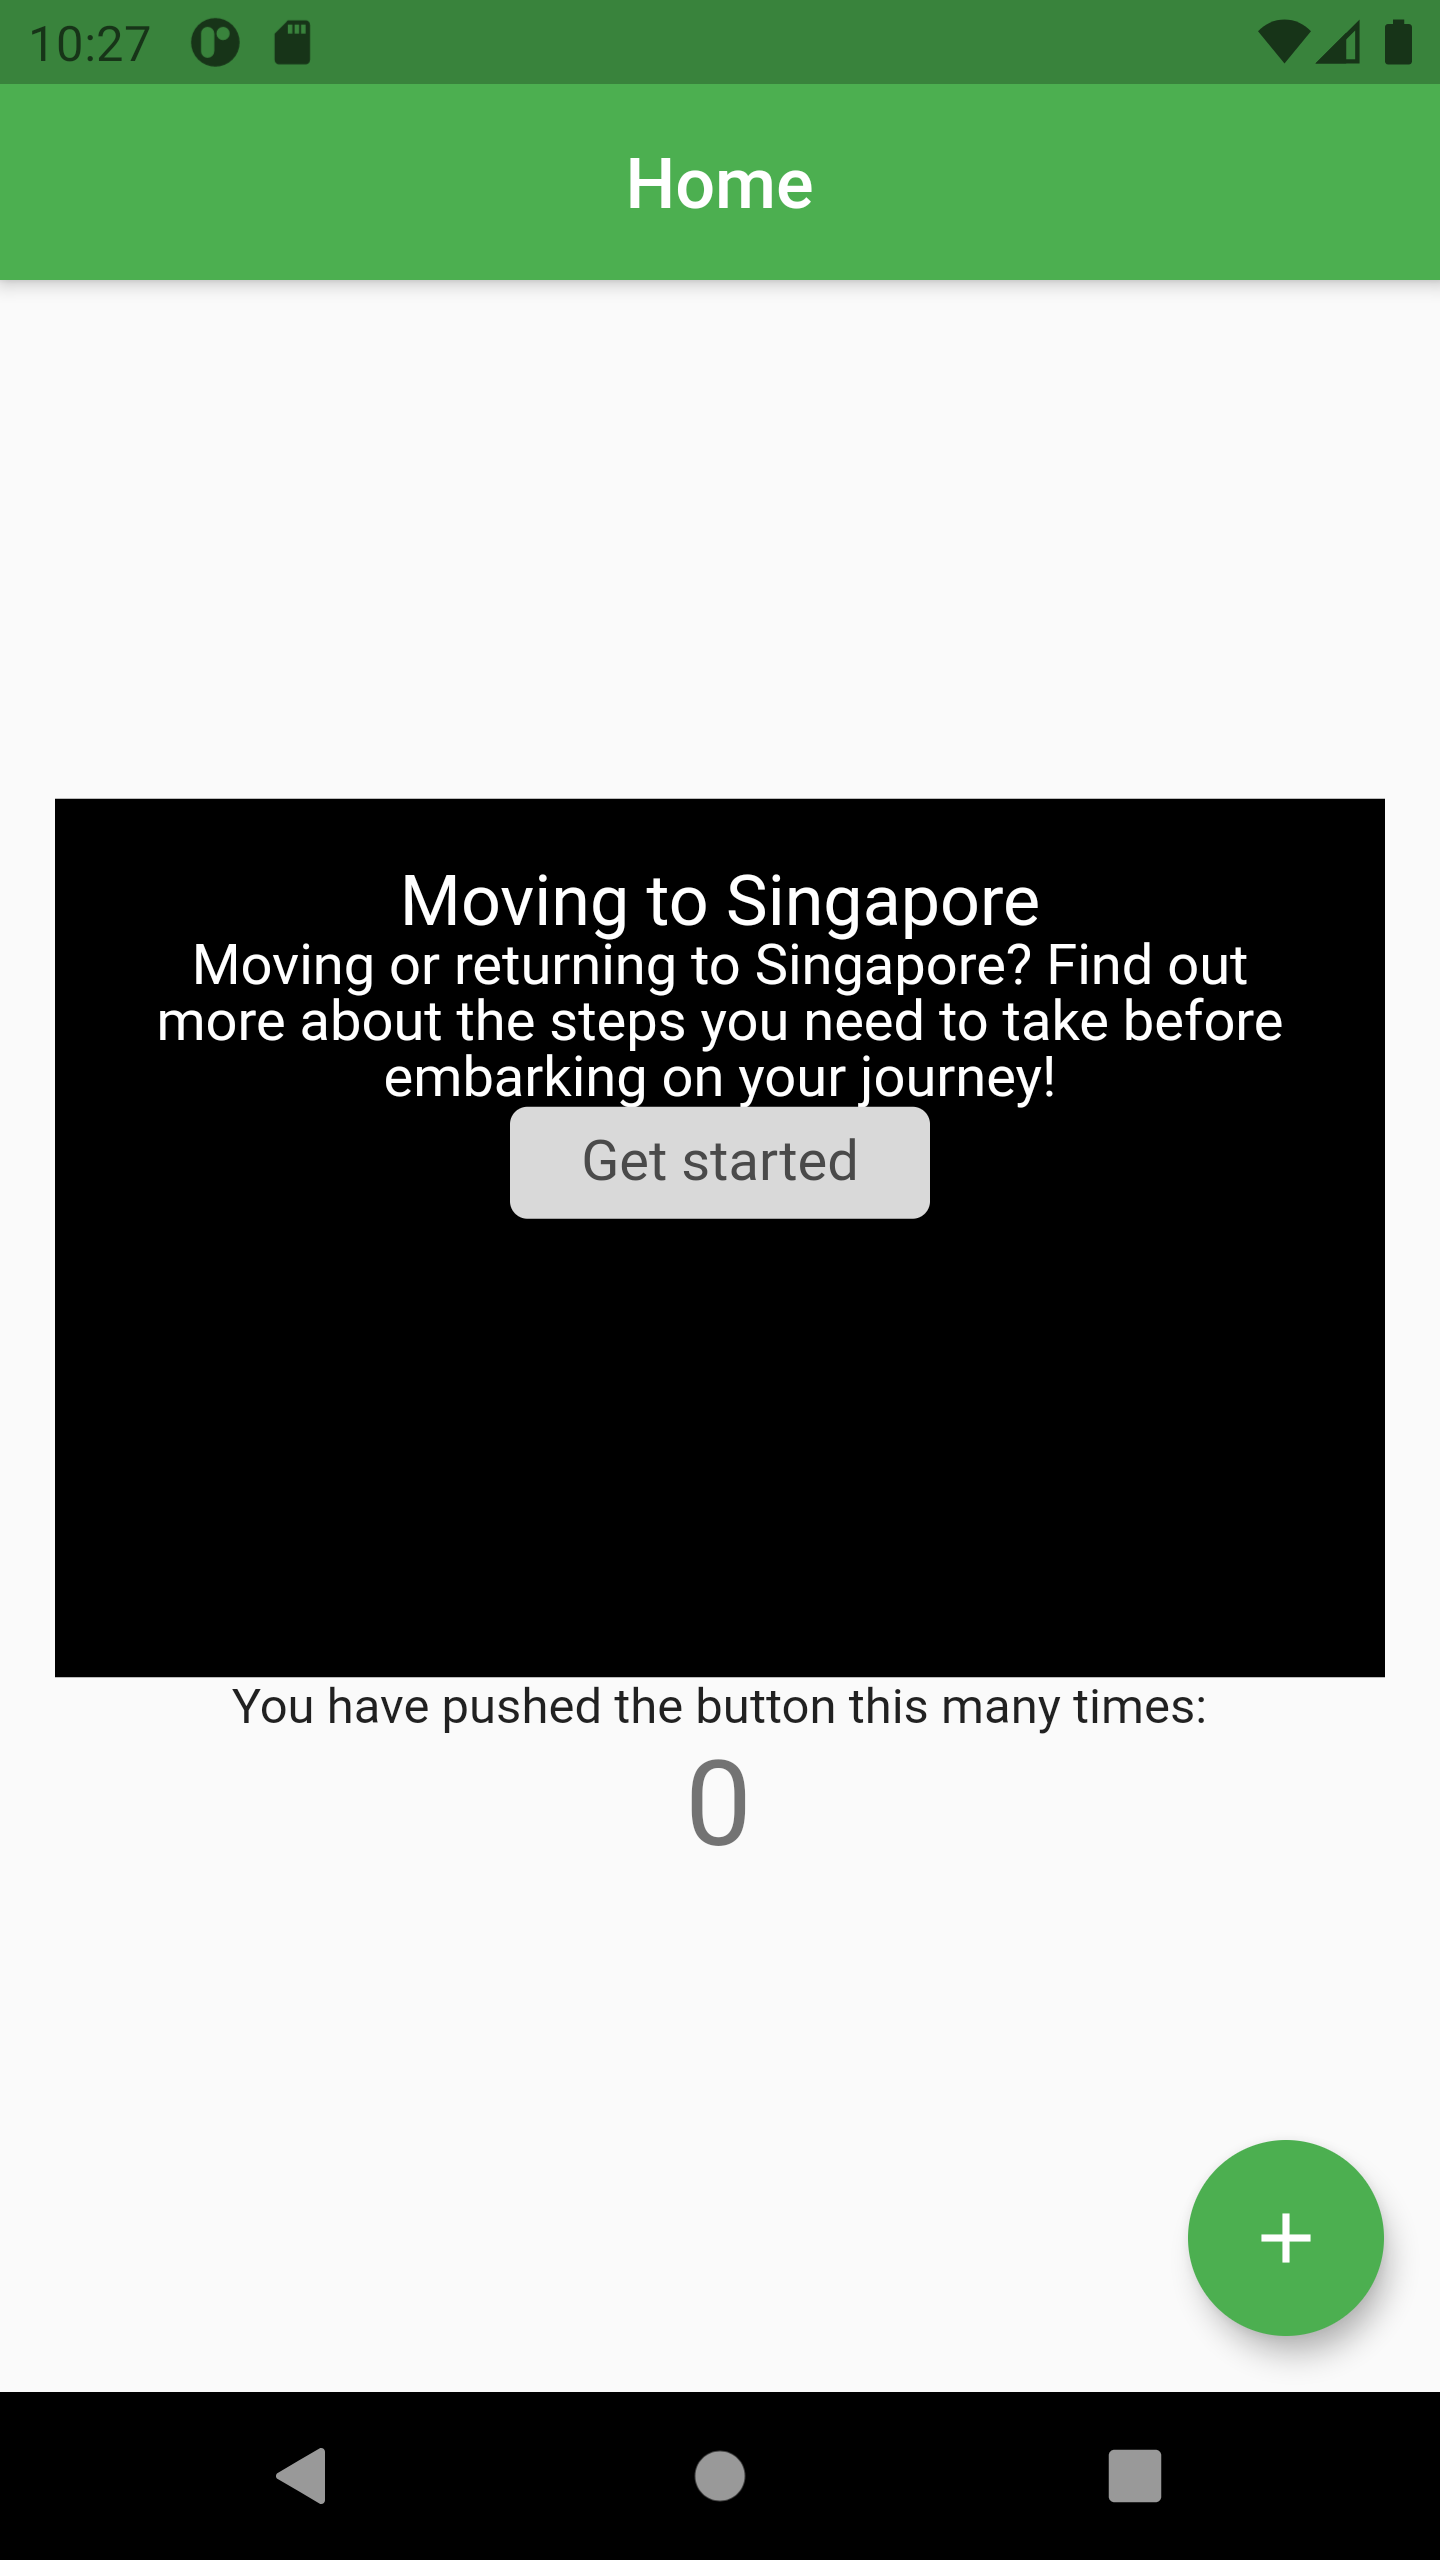 10:27
Home
Moving to Singapore
Moving or returning to Singapore? Find out
more about the steps you need to take before
embarking on your journey!
Get started
You have pushed the button this many times:
0